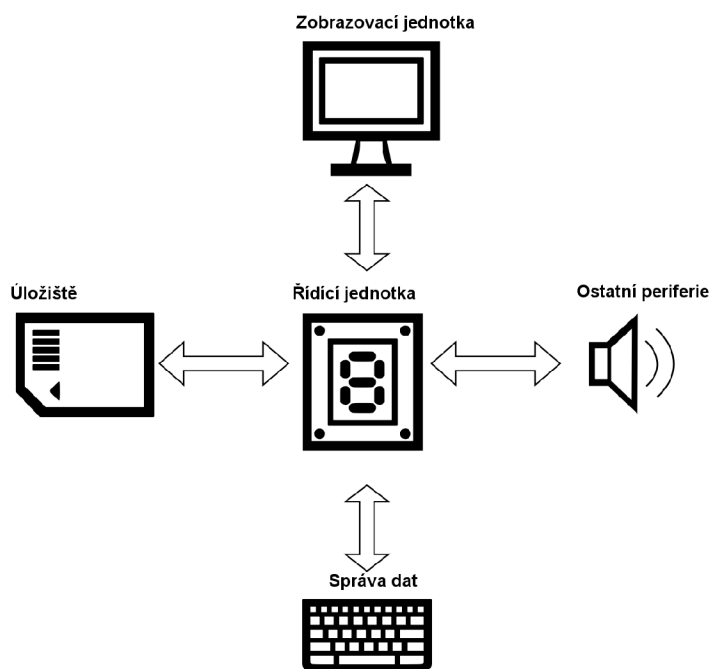 Zobrazovací jednotka
Úložiště
Řídící jednotka
Ostatní periferie
Správa dat